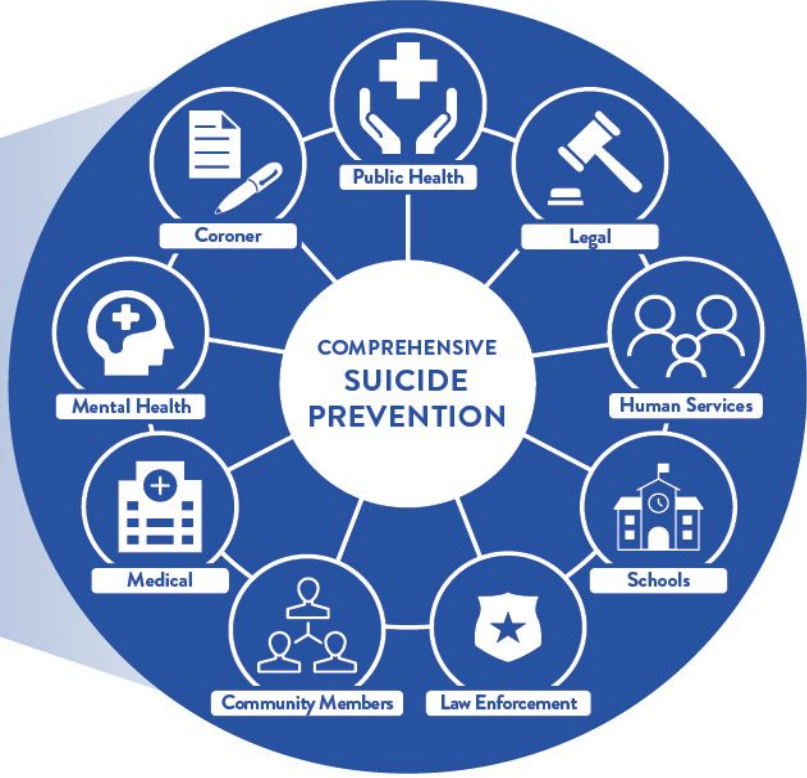 COMPREHENSIVE
SUICIDE
PREVENTION
Public Health
Legal
Human Services
Schools
Law Enforcement
Community Members
Medical
Mental Health
Coroner